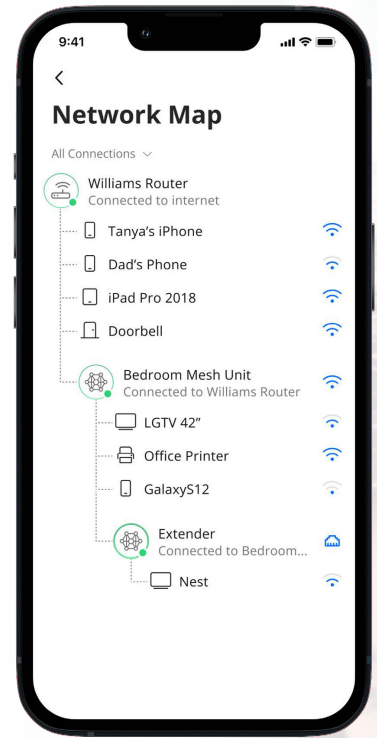 9:41
Network Map
All Connections
Williams Router
Connected to internet
Tanya’s iPhone
Dad’s Phone
iPad Pro 2018
Doorbell
Bedroom Mesh Unit
Connected to Williams Router
LGTV 42”
Office Printer
GalaxyS12
Extender
Connected to Bedroom...
Nest